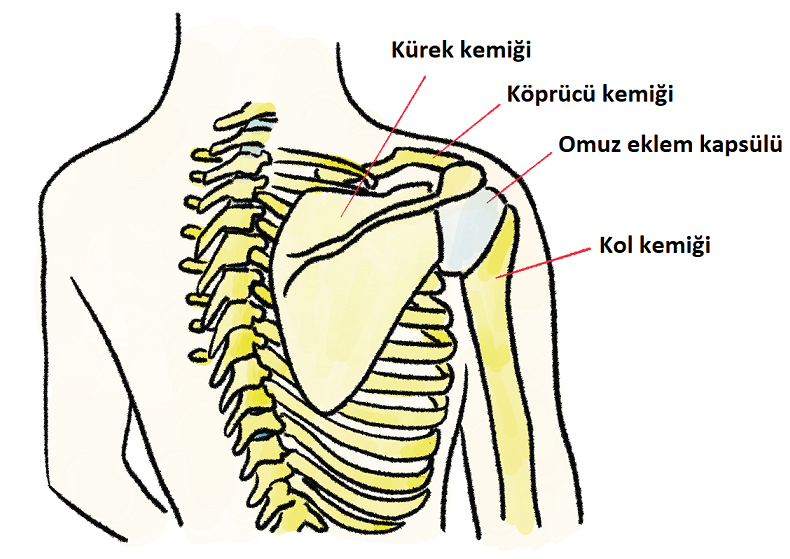 Kürek kemiği
Köprücü kemiği
Omuz eklem kapsülü
Kol kemiği